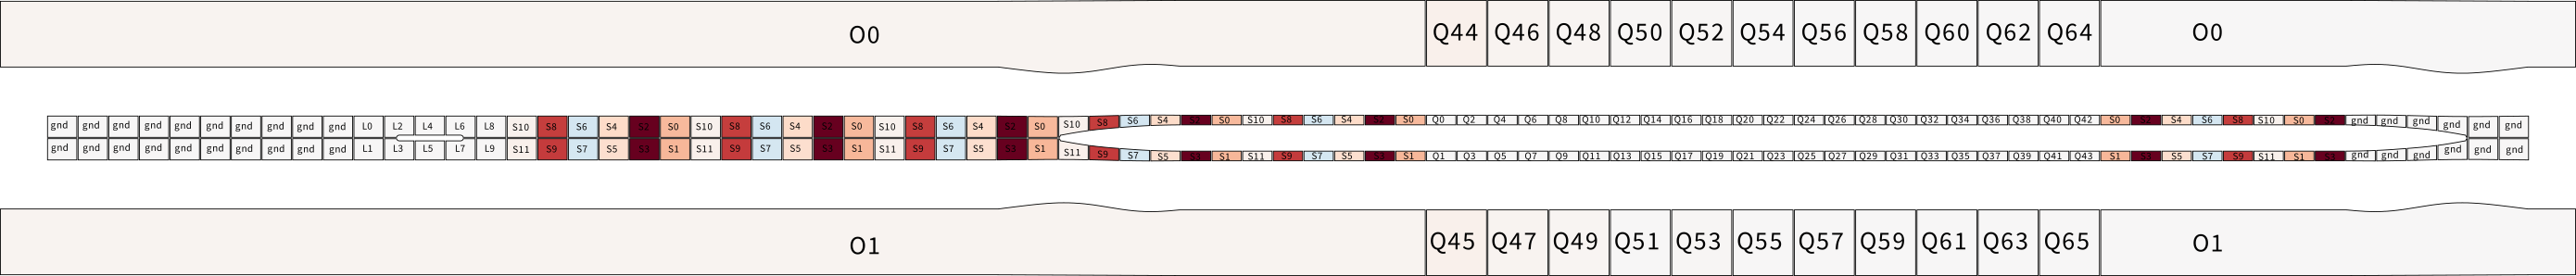 O0 Q44 Q46 Q48 Q50 Q52 Q54 Q56 Q58 Q60 Q62 Q64 O0
gnd gnd gnd gnd gnd gnd gnd gnd gnd gnd L0 L2 L4 L6 L8 S10 S8 S6 S4 S2 S0 S10 S8 S6 S4 S2 S0 S10 S8 S6 S4 S2 S0 S10 S8 S6 S4 S2 S0 S10 S8 S6 S4 S2 S0 Q0 Q2 Q4 Q6 Q8 Q10 Q12 Q14 Q16 Q18 Q20 Q22 Q24 Q26 Q28 Q30 Q32 Q34 Q36 Q38 Q40 Q42 S0 S2 S4 S6 S8 S10 S0 S2 gnd gnd gnd gnd gnd gnd
gnd gnd gnd gnd gnd gnd gnd gnd gnd gnd L1 L3 L5 L7 L9 S11 S9 S7 S5 S3 S1 S11 S9 S7 S5 S3 S1 S11 S9 S7 S5 S3 S1 S11 S9 S7 S5 S3 S1 S11 S9 S7 S5 S3 S1 Q1 Q3 Q5 Q7 Q9 Q11 Q13 Q15 Q17 Q19 Q21 Q23 Q25 Q27 Q29 Q31 Q33 Q35 Q37 Q39 Q41 Q43 S1 S3 S5 S7 S9 S11 S1 S3 gnd gnd gnd gnd gnd gnd
O1 Q45 Q47 Q49 Q51 Q53 Q55 Q57 Q59 Q61 Q63 Q65 O1